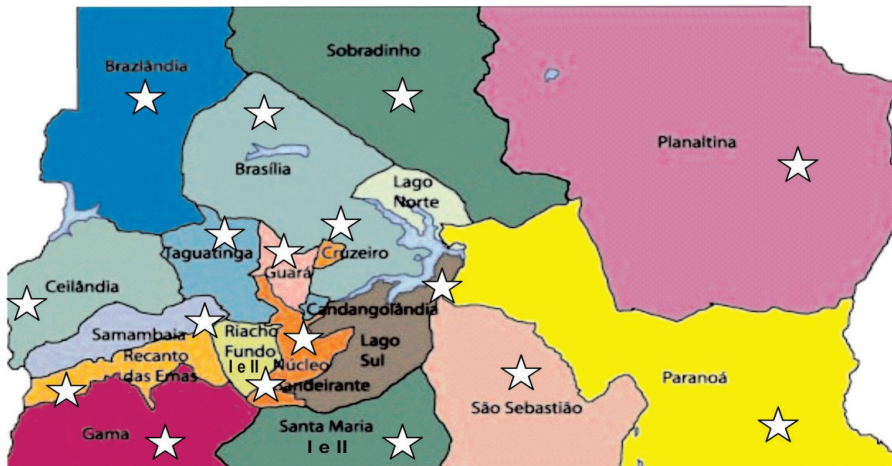 Sobradinho
Brazlândia
Planaltina
Brasília
Lago
Norte
Taguatinga
Cruzeiro
Guará
Ceilândia
Candangolândia
Samambaia
Riacho
Fundo
I e II
Lago
Sul
Recanto
das Emas
Núcleo
Bandeirante
Paranoá
São Sebastião
Gama
Santa Maria
I e II